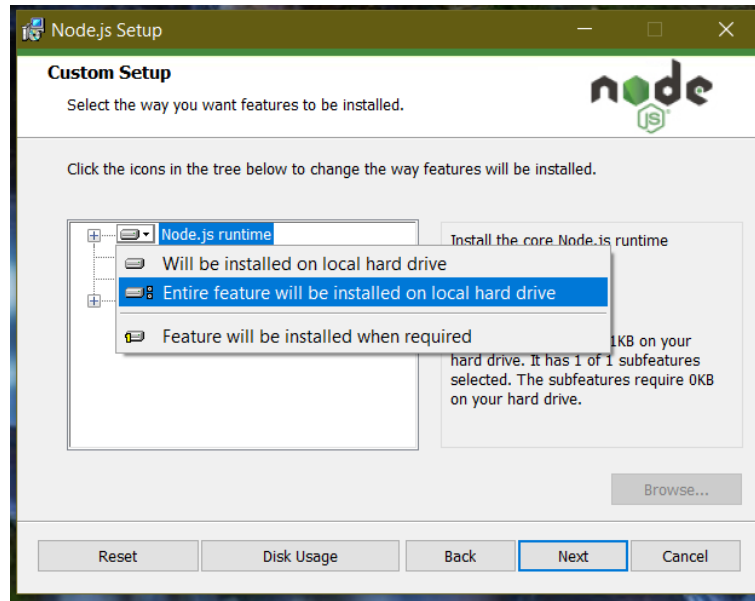 Node.js Setup
Custom Setup
Select the way you want features to be installed.
node
JS
Click the icons in the tree below to change the way features will be installed.
Node.js runtime
Will be installed on local hard drive
Entire feature will be installed on local hard drive
Feature will be installed when required
Install the core Node.js runtime
1KB on your
hard drive. It has 1 of 1 subfeatures
selected. The subfeatures require 0KB
on your hard drive.
Browse...
Reset
Disk Usage
Back
Next
Cancel